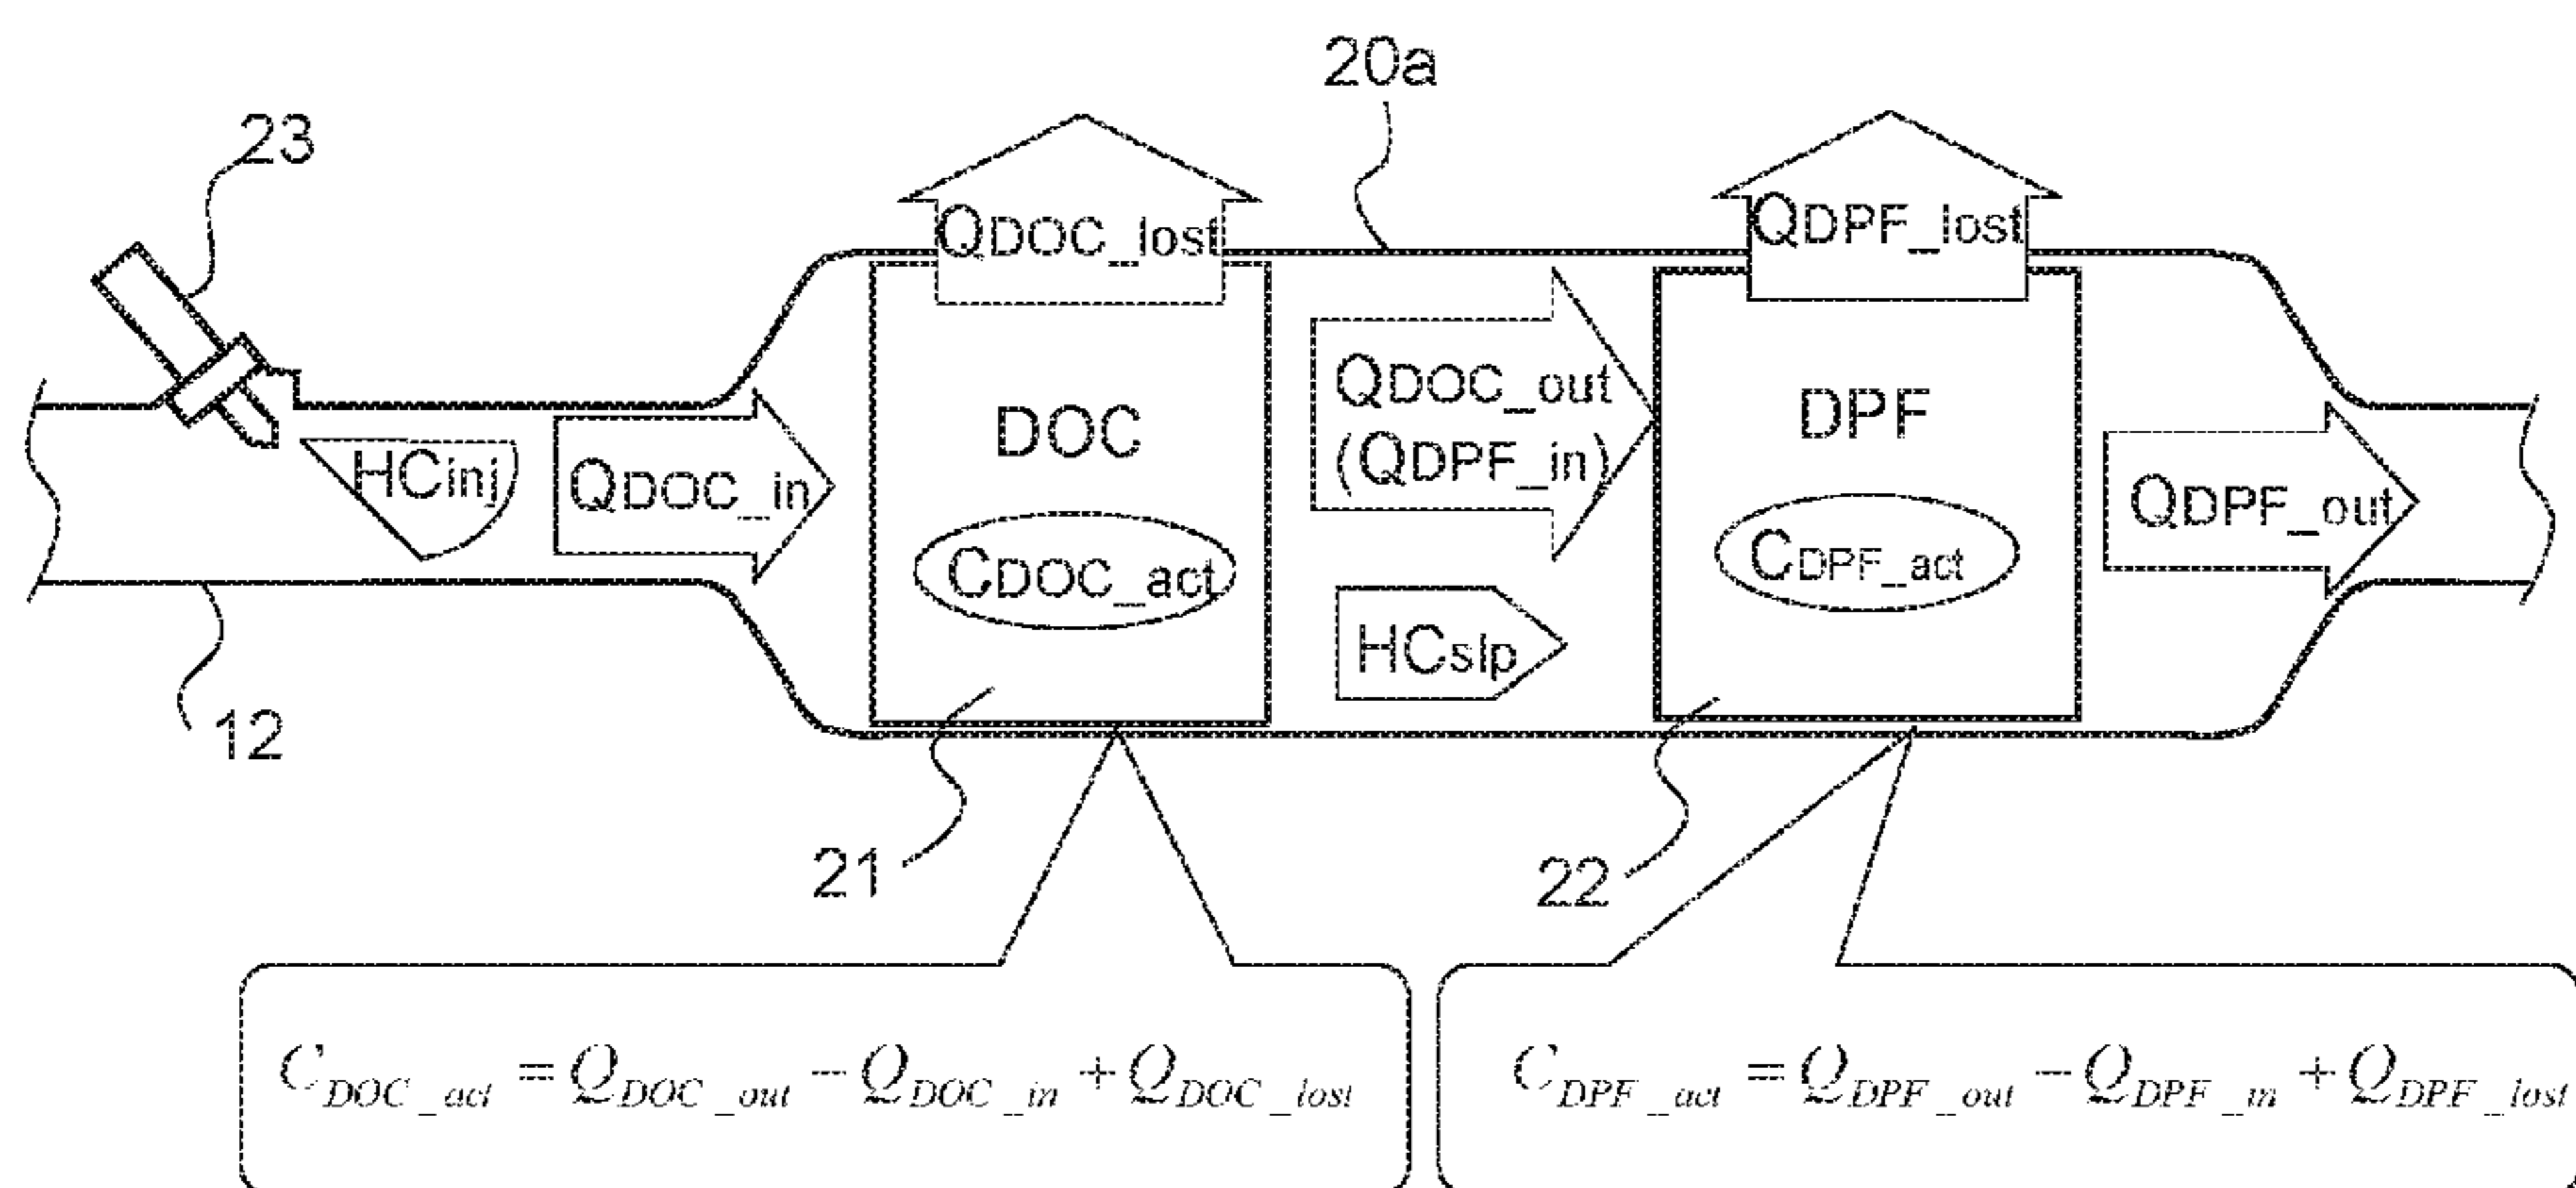 20a
23
QDOC_lost
QDPF_lost
HCinj
QDOC_in
DOC
CDOC_act
QDOC_out
(QDPF_in)
HCslp
DPF
CDPF_act
QDPF_out
12
21
22
CDOC_act = QDOC_out − QDOC_in + QDOC_lost
CDPF_act = QDPF_out − QDPF_in + QDPF_lost